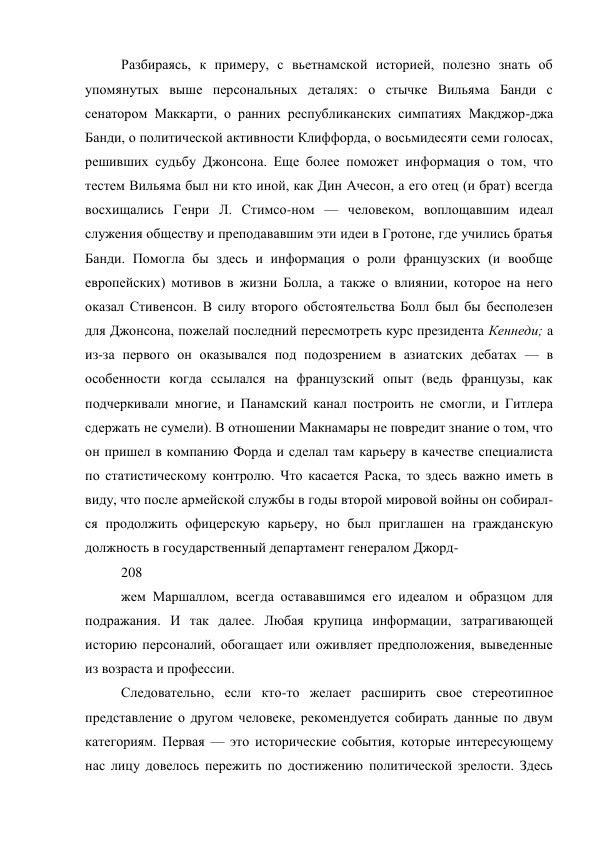 Разбираясь, к примеру, с вьетнамской историей, полезно знать об
упомянутых выше персональных деталях: о стычке Вильяма Банди с
сенатором Маккарти, о ранних республиканских симпатиях Макджор-джа
Банди, о политической активности Клиффорда, о восьмидесяти семи голосах,
решивших судьбу Джонсона. Еще более поможет информация о том, что
тестем Вильяма был ни кто иной, как Дин Ачесон, а его отец (и брат) всегда
восхищались Генри Л. Стимсо-ном — человеком, воплощавшим идеал
служения обществу и преподававшим эти идеи в Гротоне, где учились братья
Банди. Помогла бы здесь и информация о роли французских (и вообще
европейских) мотивов в жизни Болла, а также о влиянии, которое на него
оказал Стивенсон. В силу второго обстоятельства Болл был бы бесполезен
для Джонсона, пожелай последний пересмотреть курс президента Кеннеди; а
из-за первого он оказывался под подозрением в азиатских дебатах — в
особенности когда ссылался на французский опыт (ведь французы, как
подчеркивали многие, и Панамский канал построить не смогли, и Гитлера
сдержать не сумели). В отношении Макнамары не повредит знание о том, что
он пришел в компанию Форда и сделал там карьеру в качестве специалиста
по статистическому контролю. Что касается Раска, то здесь важно иметь в
виду, что после армейской службы в годы второй мировой войны он собирал-
ся продолжить офицерскую карьеру, но был приглашен на гражданскую
должность в государственный департамент генералом Джорд-
208
жем Маршаллом, всегда остававшимся его идеалом и образцом для
подражания. И так далее. Любая крупица информации, затрагивающей
историю персоналий, обогащает или оживляет предположения, выведенные
из возраста и профессии.
Следовательно, если кто-то желает расширить свое стереотипное
представление о другом человеке, рекомендуется собирать данные по двум
категориям. Первая — это исторические события, которые интересующему
нас лицу довелось пережить по достижению политической зрелости. Здесь